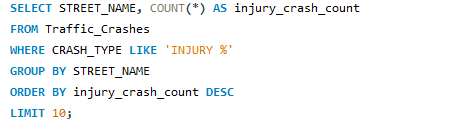 SELECT STREET_NAME, COUNT(*) AS injury_crash_count
FROM Traffic_Crashes
WHERE CRASH_TYPE LIKE 'INJURY %'
GROUP BY STREET_NAME
ORDER BY injury_crash_count DESC
LIMIT 10;